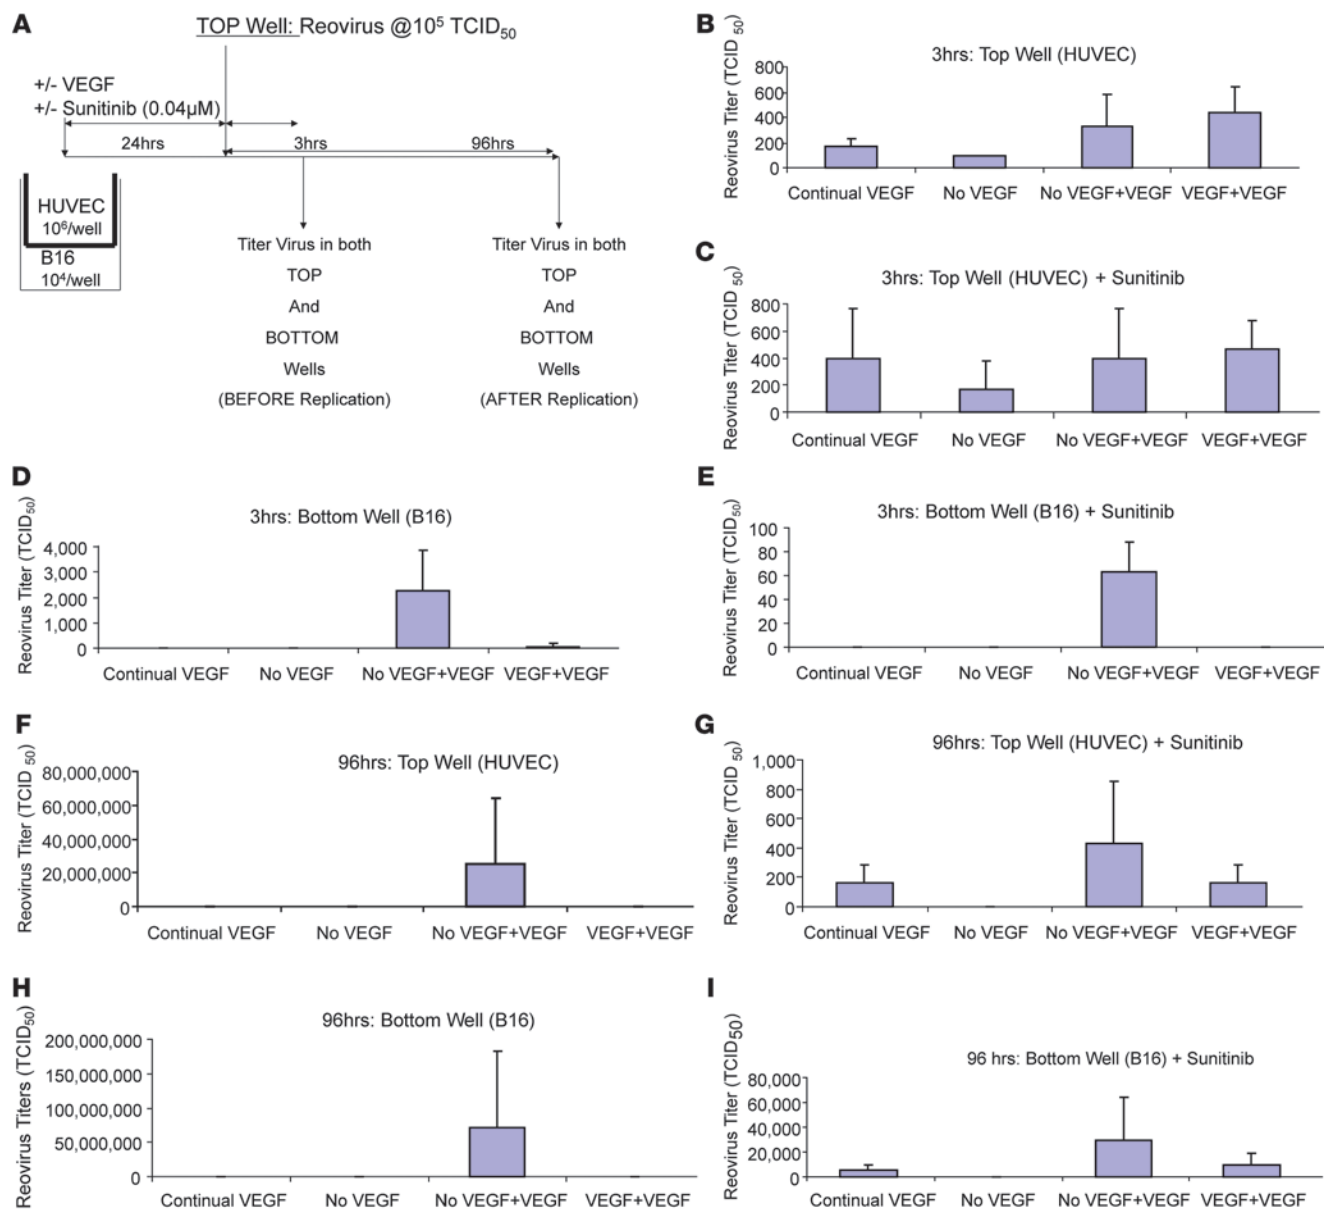 A
TOP Well: Reovirus @10⁵ TCID₅₀
+/- VEGF
+/- Sunitinib (0.04µM)
24hrs 3hrs 96hrs
HUVEC
10⁶/well
B16
10⁴/well
Titer Virus in both
TOP
And
BOTTOM
Wells
(BEFORE Replication)
Titer Virus in both
TOP
And
BOTTOM
Wells
(AFTER Replication)
B
3hrs: Top Well (HUVEC)
Reovirus Titer (TCID 50)
800
600
400
200
0
Continual VEGF No VEGF No VEGF+VEGF VEGF+VEGF
C
3hrs: Top Well (HUVEC) + Sunitinib
Reovirus Titer (TCID 50)
800
600
400
200
0
Continual VEGF No VEGF No VEGF+VEGF VEGF+VEGF
D
3hrs: Bottom Well (B16)
Reovirus Titer (TCID₅₀)
4,000
3,000
2,000
1,000
0
Continual VEGF No VEGF No VEGF+VEGF VEGF+VEGF
E
3hrs: Bottom Well (B16) + Sunitinib
Reovirus Titer (TCID₅₀)
100
80
60
40
20
0
Continual VEGF No VEGF No VEGF+VEGF VEGF+VEGF
F
96hrs: Top Well (HUVEC)
Reovirus Titer (TCID 50)
80,000,000
60,000,000
40,000,000
20,000,000
0
Continual VEGF No VEGF No VEGF+VEGF VEGF+VEGF
G
96hrs: Top Well (HUVEC) + Sunitinib
Reovirus Titer (TCID 50)
1,000
800
600
400
200
0
Continual VEGF No VEGF No VEGF+VEGF VEGF+VEGF
H
96hrs: Bottom Well (B16)
Reovirus Titers (TCID₅₀)
200,000,000
150,000,000
100,000,000
50,000,000
0
Continual VEGF No VEGF No VEGF+VEGF VEGF+VEGF
I
96 hrs: Bottom Well (B16) + Sunitinib
Reovirus Titer (TCID50)
80,000
60,000
40,000
20,000
0
Continual VEGF No VEGF No VEGF+VEGF VEGF+VEGF